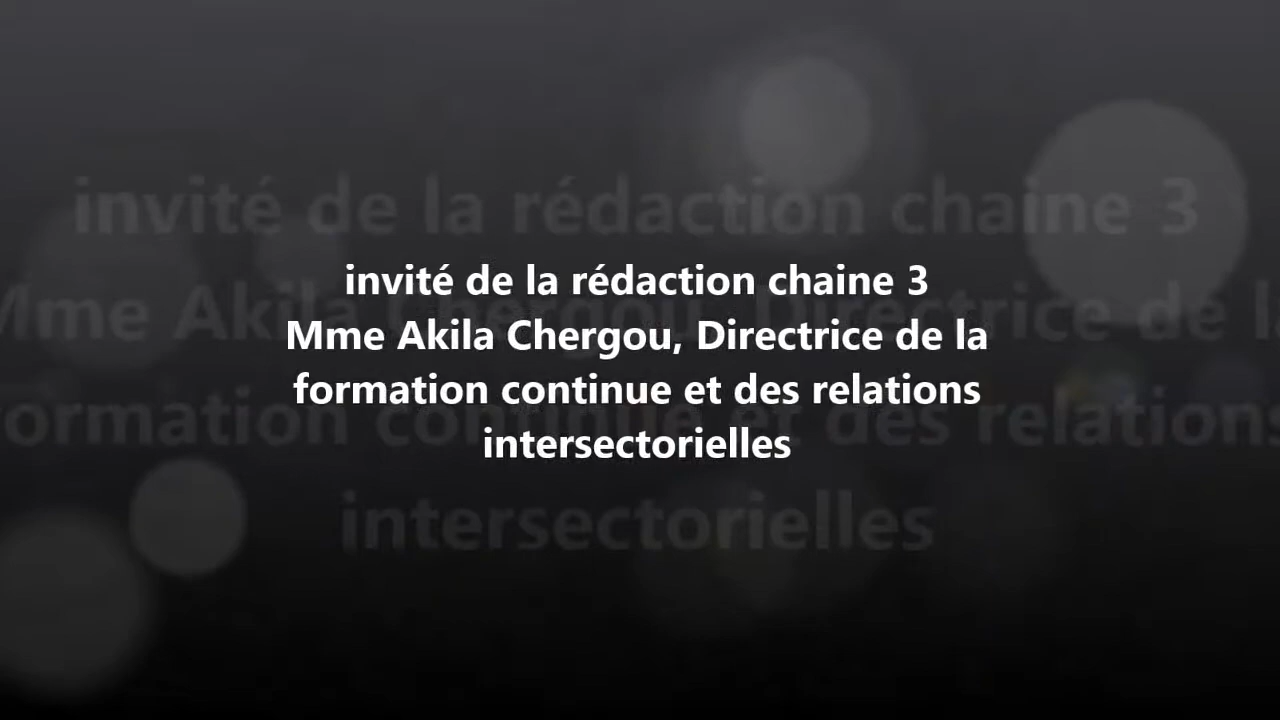 invité de la rédaction chaine 3
Mme Akila Chergou, Directrice de la
formation continue et des relations
intersectorielles